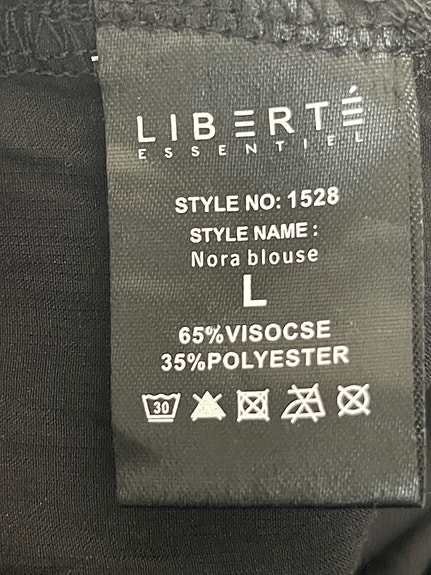 LIBERTÉ
ESSENTIEL
STYLE NO: 1528
STYLE NAME :
Nora blouse
L
65%VISOCSE
35%POLYESTER
30